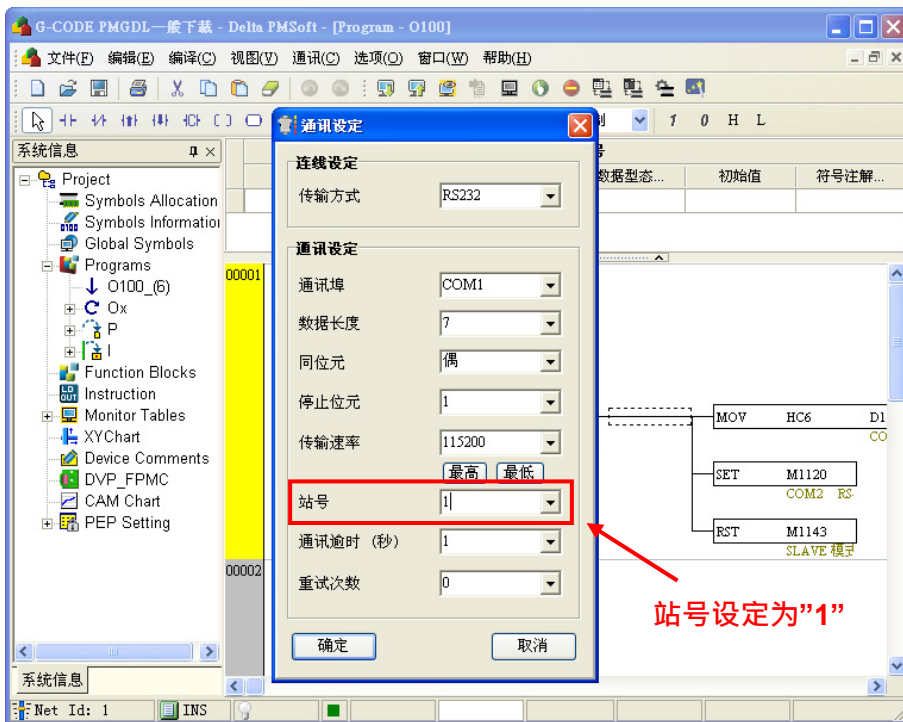 G-CODE PMGDL—般下载 - Delta PMSoft - [Program - O100]
文件(F) 编辑(E) 编译(C) 视图(V) 通讯(C) 选项(O) 窗口(W) 帮助(H)
1 0 H L
系统信息
Project
Symbols Allocation
Symbols Information
Global Symbols
Programs
O100_(6)
Ox
P
I
Function Blocks
Instruction
Monitor Tables
XYChart
Device Comments
DVP_FPMC
CAM Chart
PEP Setting
系统信息
数据型态... 初始值 符号注解...
00001
00002
MOV HC6 D1
CO
SET M1120
COM2 RS-
RST M1143
SLAVE 模式
通讯设定
连线设定
传输方式 RS232
通讯设定
通讯埠 COM1
数据长度 7
同位元 偶
停止位元 1
传输速率 115200
最高 最低
站号 1
通讯逾时 (秒) 1
重试次数 0
确定 取消
站号设定为”1”
Net Id: 1 INS